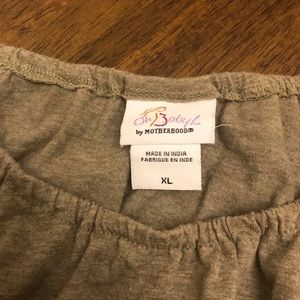 Oh Baby!...
by MOTHERHOOD®
MADE IN INDIA
FABRIQUE EN INDE
XL